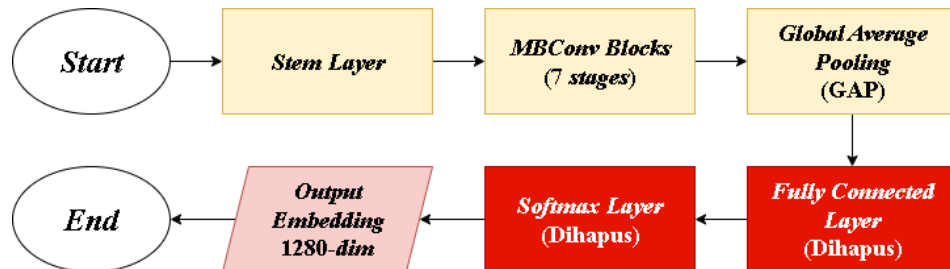 Start
Stem Layer
MBConv Blocks
(7 stages)
Global Average
Pooling
(GAP)
Fully Connected
Layer
(Dihapus)
Softmax Layer
(Dihapus)
Output
Embedding
1280-dim
End